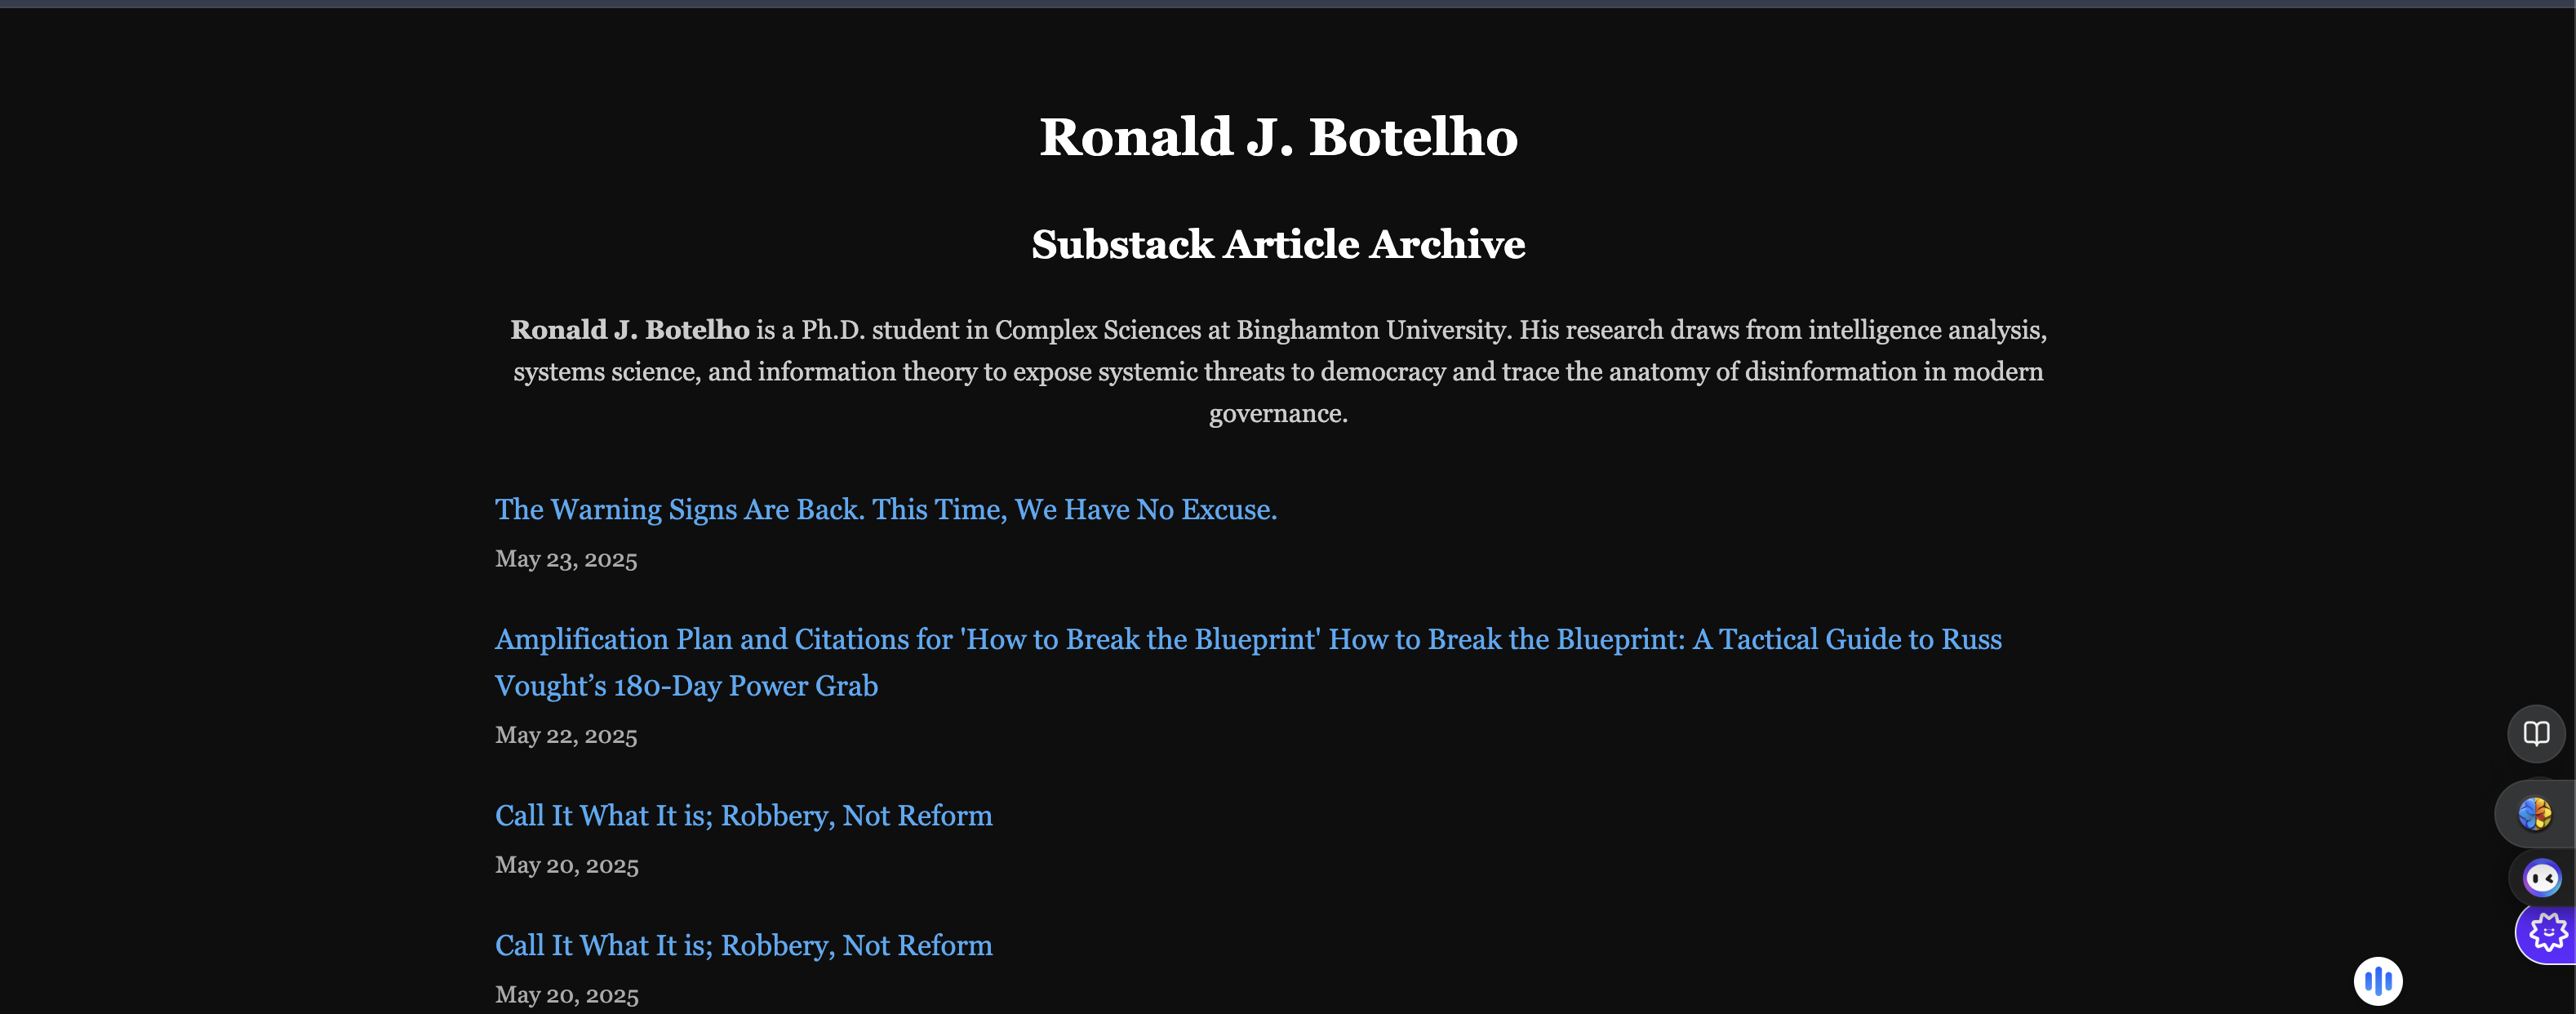 Ronald J. Botelho
Substack Article Archive
Ronald J. Botelho is a Ph.D. student in Complex Sciences at Binghamton University. His research draws from intelligence analysis,
systems science, and information theory to expose systemic threats to democracy and trace the anatomy of disinformation in modern
governance.
The Warning Signs Are Back. This Time, We Have No Excuse.
May 23, 2025
Amplification Plan and Citations for 'How to Break the Blueprint' How to Break the Blueprint: A Tactical Guide to Russ
Vought’s 180-Day Power Grab
May 22, 2025
Call It What It is; Robbery, Not Reform
May 20, 2025
Call It What It is; Robbery, Not Reform
May 20, 2025